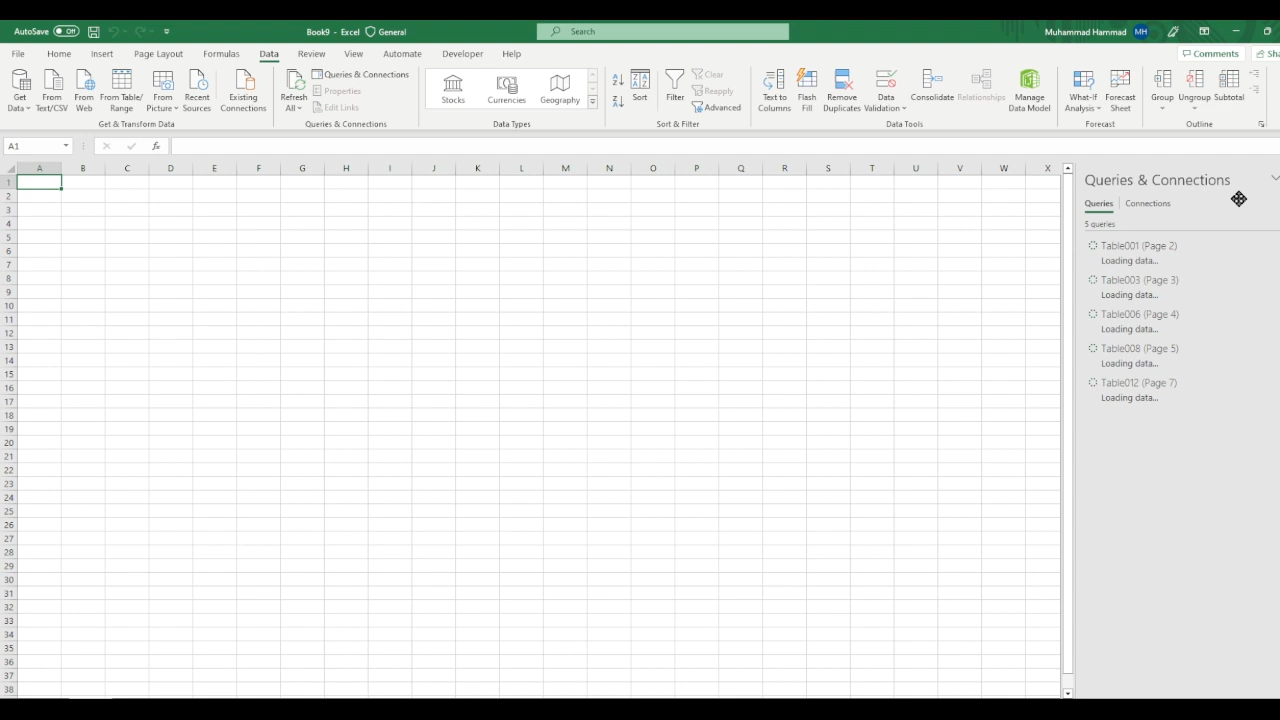 AutoSave Off Book9 - Excel General Search Muhammad Hammad MH
File Home Insert Page Layout Formulas Data Review View Automate Developer Help Comments Sha
Get Data From Text/CSV From Web From Table/ Range From Picture Recent Sources Existing Connections
Get & Transform Data
Refresh All Queries & Connections Properties Edit Links
Queries & Connections
Stocks Currencies Geography
Data Types
Sort Filter Clear Reapply Advanced
Sort & Filter
Text to Columns Flash Fill Remove Duplicates Data Validation Consolidate Relationships Manage Data Model
Data Tools
What-If Analysis Forecast Sheet
Forecast
Group Ungroup Subtotal
Outline
A1 fx
A B C D E F G H I J K L M N O P Q R S T U V W X
1
2
3
4
5
6
7
8
9
10
11
12
13
14
15
16
17
18
19
20
21
22
23
24
25
26
27
28
29
30
31
32
33
34
35
36
37
38
Queries & Connections
Queries Connections
5 queries
Table001 (Page 2)
Loading data...
Table003 (Page 3)
Loading data...
Table006 (Page 4)
Loading data...
Table008 (Page 5)
Loading data...
Table012 (Page 7)
Loading data...